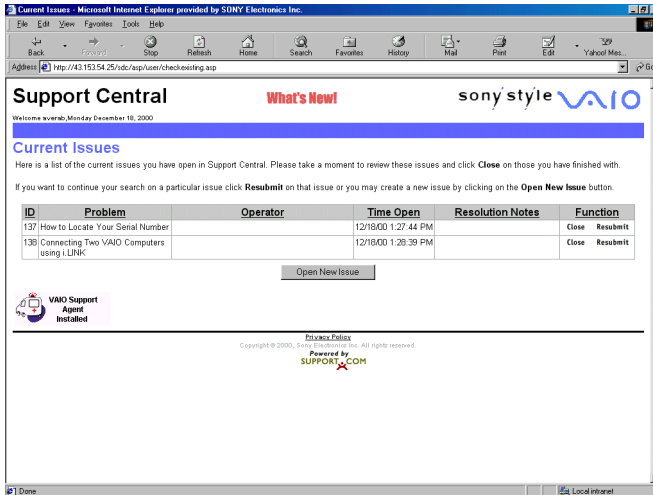 Current Issues - Microsoft Internet Explorer provided by SONY Electronics Inc.
File Edit View Favorites Tools Help
Back Forward Stop Refresh Home Search Favorites History Mail Print Edit Yahoo! Mes...
Address http://43.153.54.25/sdc/asp/user/checkexisting.asp Go
Support Central What's New! sony style VAIO
Welcome averab,Monday December 18, 2000
Current Issues
Here is a list of the current issues you have open in Support Central. Please take a moment to review these issues and click Close on those you have finished with.
If you want to continue your search on a particular issue click Resubmit on that issue or you may create a new issue by clicking on the Open New Issue button.
ID Problem Operator Time Open Resolution Notes Function
137 How to Locate Your Serial Number 12/18/00 1:27:44 PM Close Resubmit
138 Connecting Two VAIO Computers 12/18/00 1:28:39 PM Close Resubmit
using i.LINK
Open New Issue
VAIO Support
Agent
Installed
Privacy Policy
Copyright © 2000, Sony Electronics Inc. All rights reserved.
Powered by
SUPPORT.COM
Done Local intranet